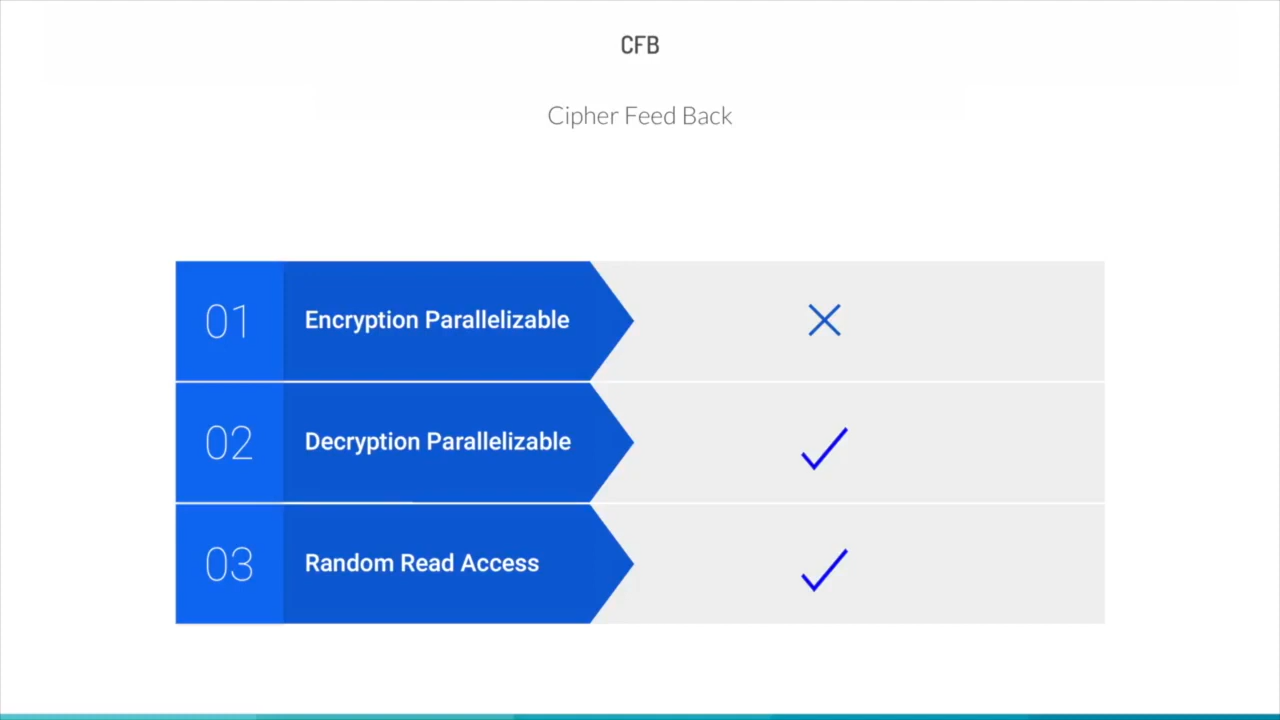 CFB
Cipher Feed Back
01 Encryption Parallelizable
02 Decryption Parallelizable
03 Random Read Access